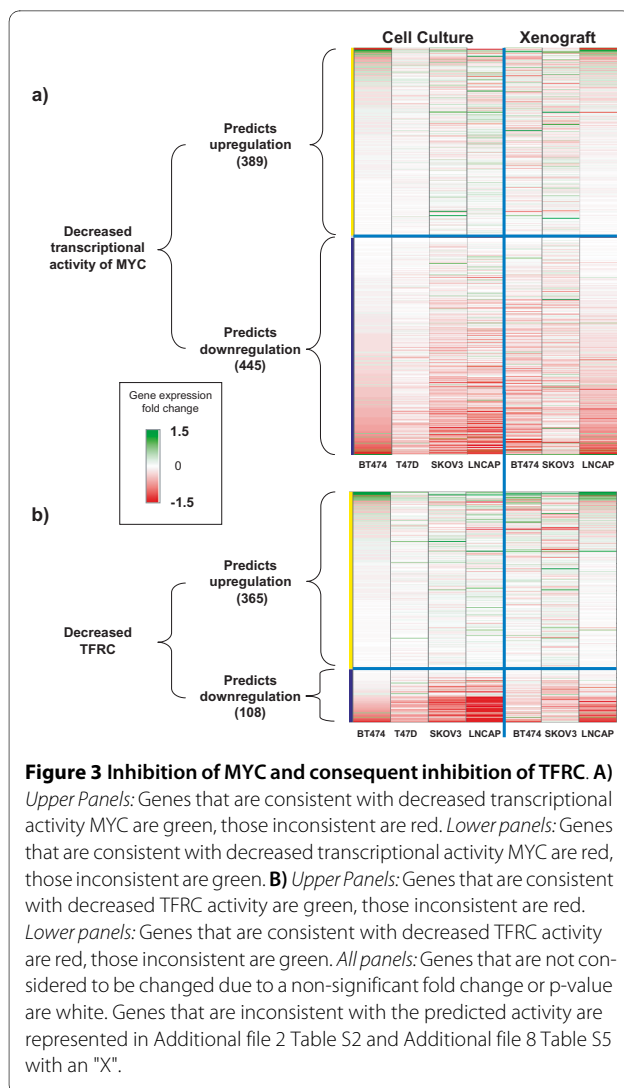 Cell Culture Xenograft
a)
Predicts
upregulation
(389)
Decreased
transcriptional
activity of MYC
Predicts
downregulation
(445)
Gene expression
fold change
1.5
0
-1.5
BT474 T47D SKOV3 LNCAP BT474 SKOV3 LNCAP
b)
Predicts
upregulation
(365)
Decreased
TFRC
Predicts
downregulation
(108)
BT474 T47D SKOV3 LNCAP BT474 SKOV3 LNCAP
Figure 3 Inhibition of MYC and consequent inhibition of TFRC. A)
Upper Panels: Genes that are consistent with decreased transcriptional
activity MYC are green, those inconsistent are red. Lower panels: Genes
that are consistent with decreased transcriptional activity MYC are red,
those inconsistent are green. B) Upper Panels: Genes that are consistent
with decreased TFRC activity are green, those inconsistent are red.
Lower panels: Genes that are consistent with decreased TFRC activity
are red, those inconsistent are green. All panels: Genes that are not con-
sidered to be changed due to a non-significant fold change or p-value
are white. Genes that are inconsistent with the predicted activity are
represented in Additional file 2 Table S2 and Additional file 8 Table S5
with an "X".